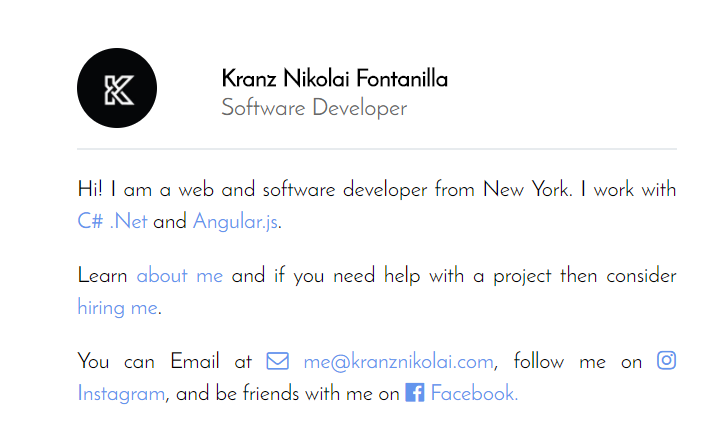 K
Kranz Nikolai Fontanilla
Software Developer
Hi! I am a web and software developer from New York. I work with
C# .Net and Angular.js.
Learn about me and if you need help with a project then consider
hiring me.
You can Email at me@kranznikolai.com, follow me on
Instagram, and be friends with me on Facebook.